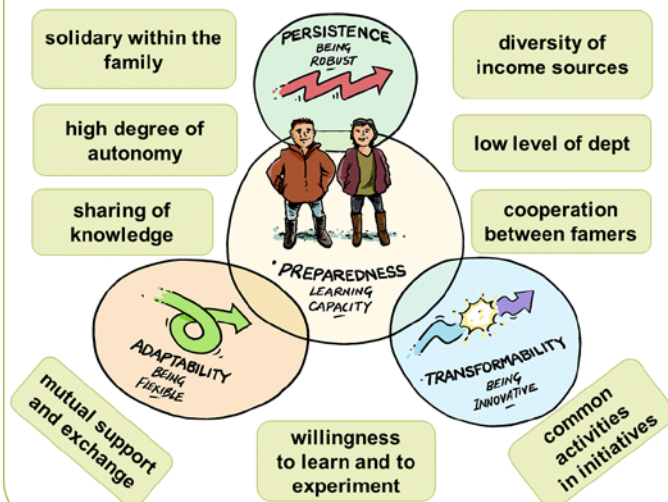 solidary within the
family
PERSISTENCE
BEING
ROBUST
diversity of
income sources
high degree of
autonomy
low level of dept
sharing of
knowledge
cooperation
between famers
PREPAREDNESS
LEARNING
CAPACITY
ADAPTABILITY
BEING
FLEXIBLE
TRANSFORMABILITY
BEING
INNOVATIVE
mutual support
and exchange
willingness
to learn and to
experiment
common
activities
in initiatives